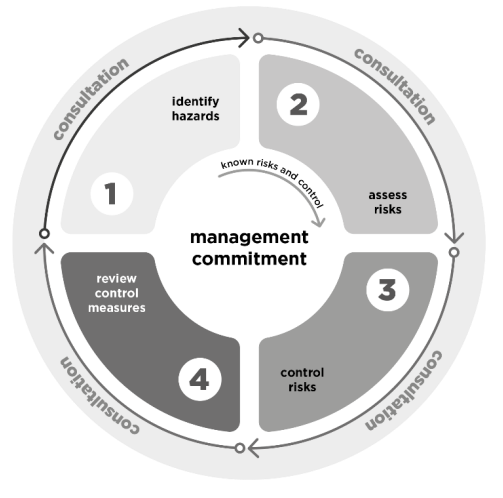 consultation
consultation
identify
hazards
1
2
assess
risks
known risks and control
management
commitment
review
control
measures
4
3
control
risks
consultation
consultation